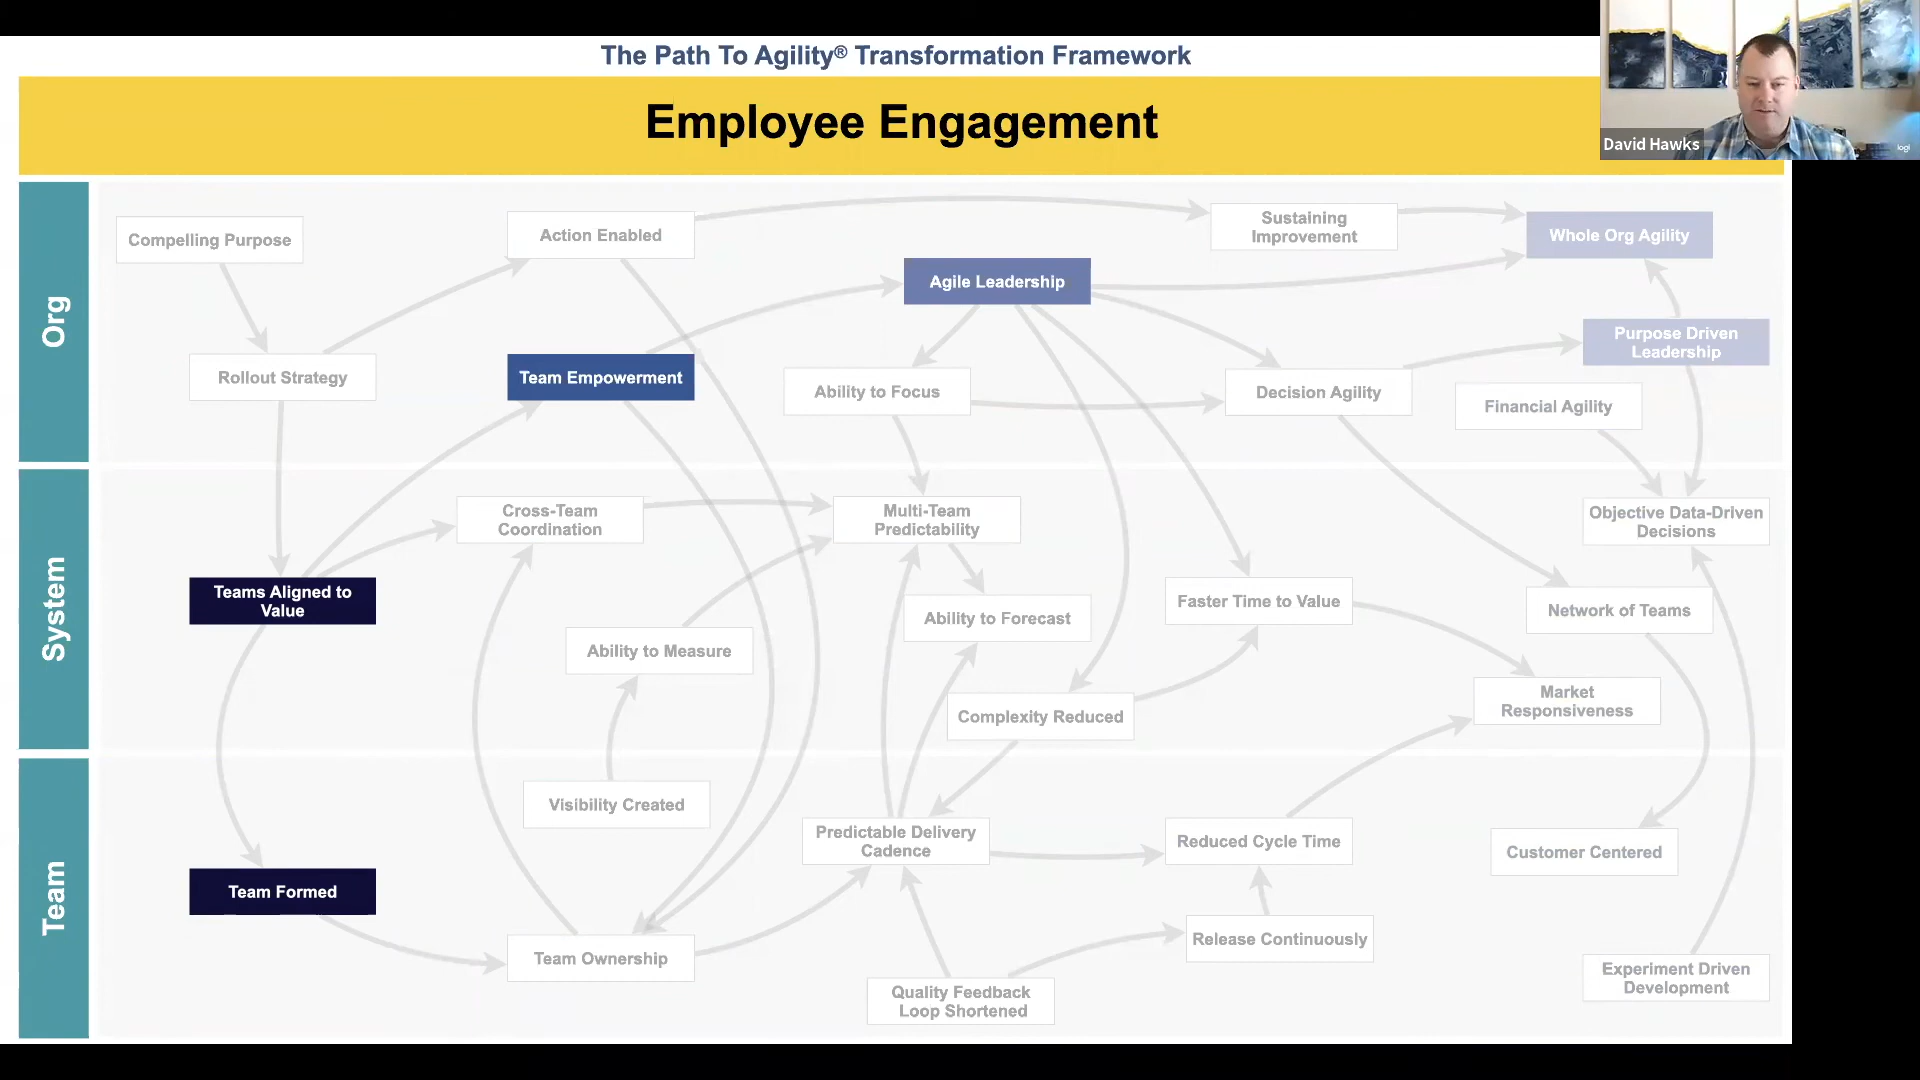 The Path To Agility® Transformation Framework
Employee Engagement
David Hawks
logi
Org
Compelling Purpose
Action Enabled
Sustaining
Improvement
Whole Org Agility
Agile Leadership
Purpose Driven
Leadership
Rollout Strategy
Team Empowerment
Ability to Focus
Decision Agility
Financial Agility
System
Cross-Team
Coordination
Multi-Team
Predictability
Objective Data-Driven
Decisions
Teams Aligned to
Value
Ability to Forecast
Faster Time to Value
Network of Teams
Ability to Measure
Complexity Reduced
Market
Responsiveness
Team
Visibility Created
Predictable Delivery
Cadence
Reduced Cycle Time
Customer Centered
Team Formed
Team Ownership
Release Continuously
Quality Feedback
Loop Shortened
Experiment Driven
Development